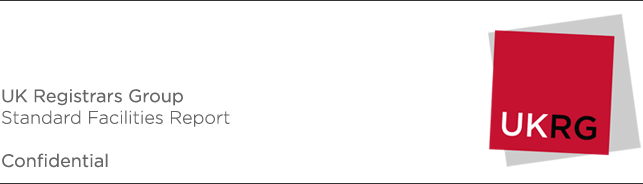 UK Registrars Group
Standard Facilities Report
Confidential
UKRG